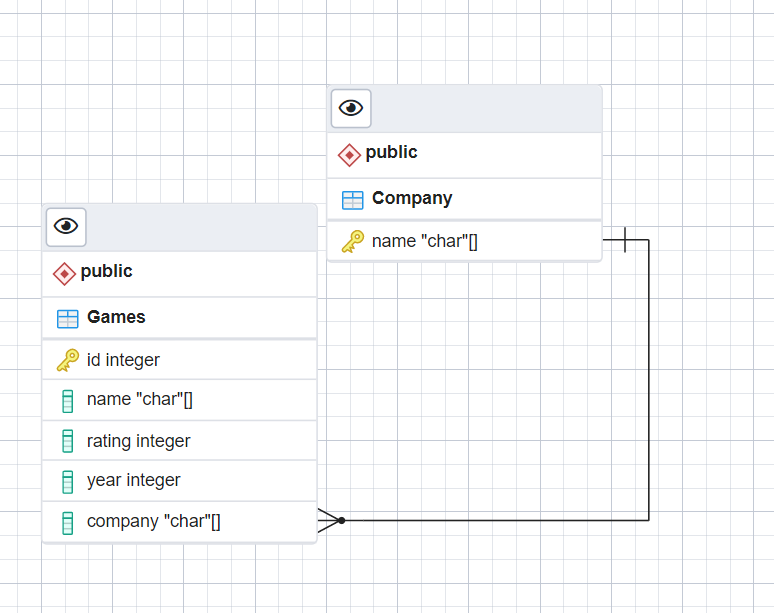 public
Company
name "char"[]
public
Games
id integer
name "char"[]
rating integer
year integer
company "char"[]